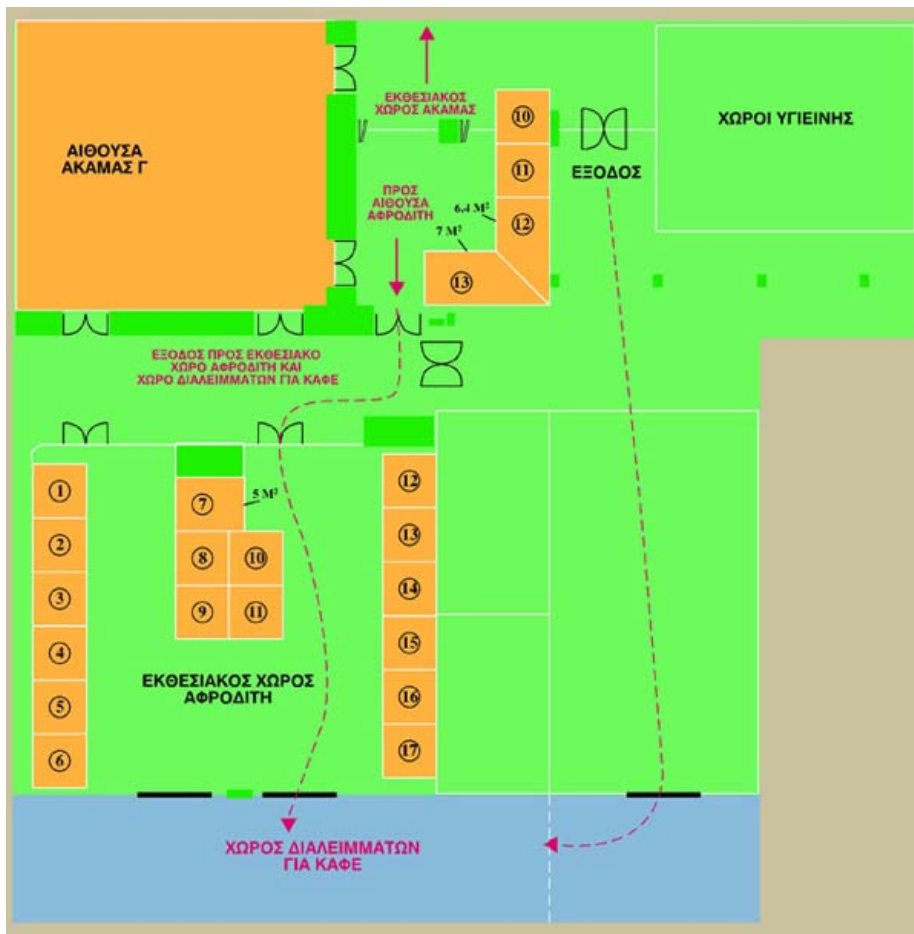 ΕΚΘΕΣΙΑΚΟΣ
ΧΩΡΟΣ ΑΚΑΜΑΣ
ΑΙΘΟΥΣΑ
ΑΚΑΜΑΣ Γ
ΧΩΡΟΙ ΥΓΙΕΙΝΗΣ
10
11
12
13
ΕΞΟΔΟΣ
ΠΡΟΣ
ΑΙΘΟΥΣΑ
ΑΦΡΟΔΙΤΗ
6.4 M²
7 M²
ΕΞΟΔΟΣ ΠΡΟΣ ΕΚΘΕΣΙΑΚΟ
ΧΩΡΟ ΑΦΡΟΔΙΤΗ ΚΑΙ
ΧΩΡΟ ΔΙΑΛΕΙΜΜΑΤΩΝ ΓΙΑ ΚΑΦΕ
1
2
3
4
5
6
7
5 M²
8
10
9
11
12
13
14
15
16
17
ΕΚΘΕΣΙΑΚΟΣ ΧΩΡΟΣ
ΑΦΡΟΔΙΤΗ
ΧΩΡΟΣ ΔΙΑΛΕΙΜΜΑΤΩΝ
ΓΙΑ ΚΑΦΕ